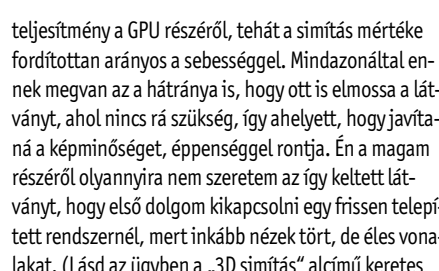 teljesítmény a GPU részéről, tehát a simítás mértéke
fordítottan arányos a sebességgel. Mindazonáltal en-
nek megvan az a hátránya is, hogy ott is elmossa a lát-
ványt, ahol nincs rá szükség, így ahelyett, hogy javíta-
ná a képminőséget, éppenséggel rontja. Én a magam
részéről olyannyira nem szeretem az így keltett lát-
ványt, hogy első dolgom kikapcsolni egy frissen telepí-
tett rendszernél, mert inkább nézek tört, de éles vona-
lakat. (Lásd az ügyben a „3D simítás“ alcímű keretes